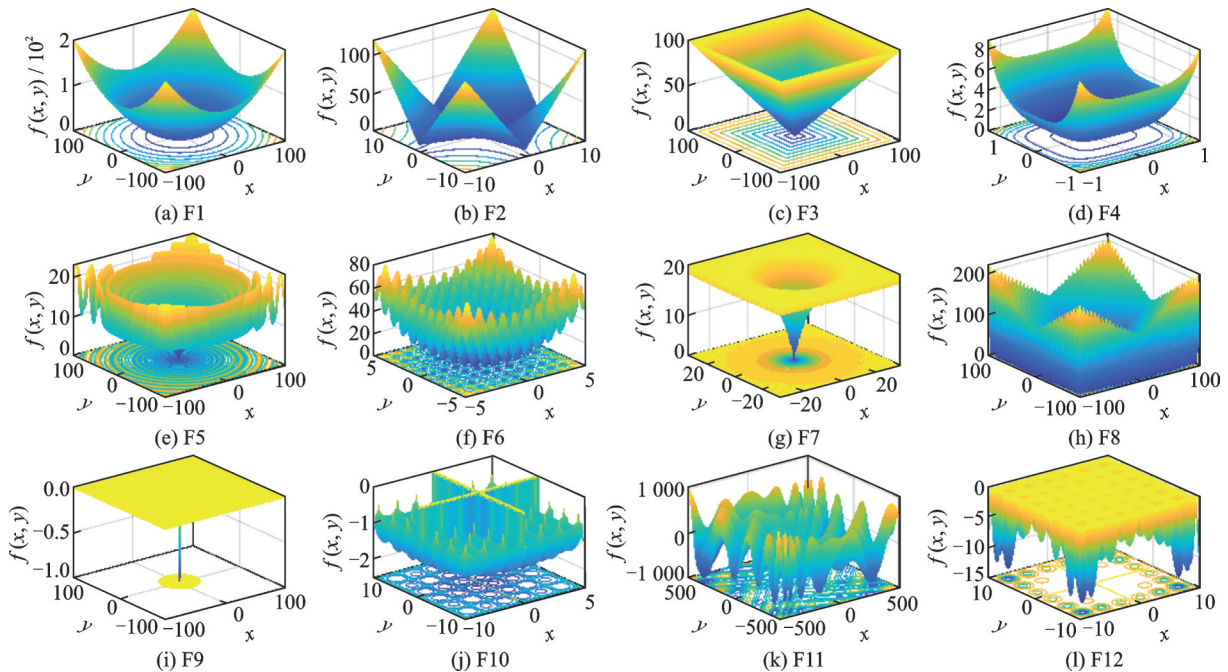 f (x, y) / 10²
2
1
0
100
0
−100
−100
0
100
y
x
(a) F1
f (x, y)
100
50
0
10
0
−10
−10
0
10
y
x
(b) F2
f (x, y)
100
50
0
100
0
−100
−100
0
100
y
x
(c) F3
f (x, y)
8
6
4
2
0
1
0
−1
−1
0
1
y
x
(d) F4
f (x, y)
20
10
0
100
0
−100
−100
0
100
y
x
(e) F5
f (x, y)
80
60
40
20
0
5
0
−5
−5
0
5
y
x
(f) F6
f (x, y)
20
10
0
20
0
−20
−20
0
20
y
x
(g) F7
f (x, y)
200
100
0
100
0
−100
−100
0
100
y
x
(h) F8
f (x, y)
0.0
−0.5
−1.0
100
0
−100
−100
0
100
y
x
(i) F9
f (x, y)
0
−1
−2
10
0
−10
−10
0
5
y
x
(j) F10
f (x, y)
1 000
0
−1 000
500
0
−500
−500
0
500
y
x
(k) F11
f (x, y)
0
−5
−10
−15
10
0
−10
−10
0
10
y
x
(l) F12